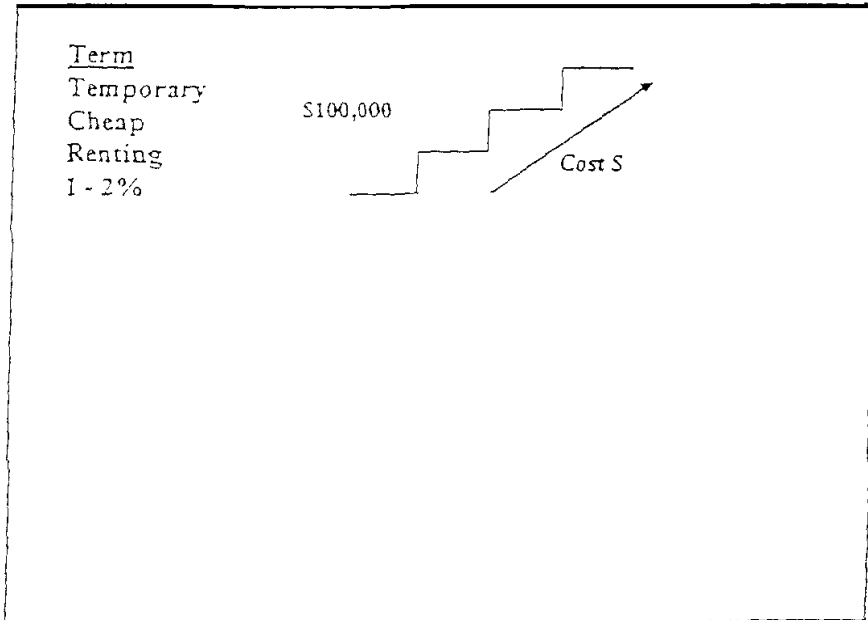 Term
Temporary
Cheap
Renting
1 - 2%
$100,000
Cost $